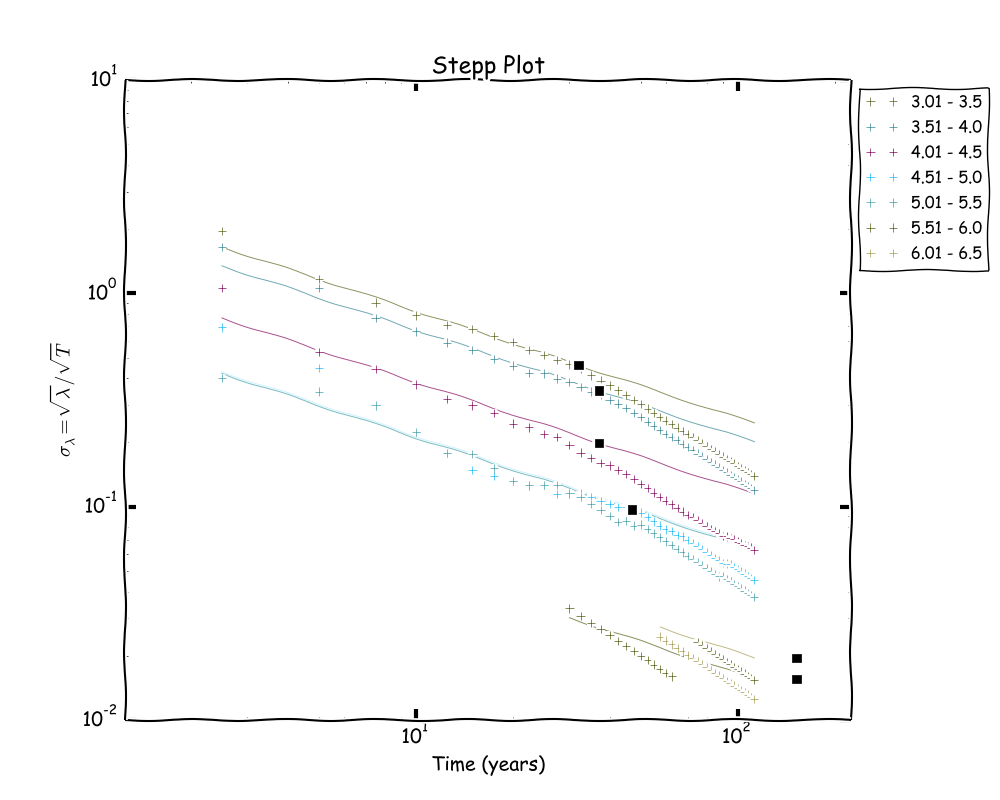 Stepp Plot
10^1
10^0
10^-1
10^-2
σ_λ = √λ/√T
10^1
10^2
Time (years)
3.01 - 3.5
3.51 - 4.0
4.01 - 4.5
4.51 - 5.0
5.01 - 5.5
5.51 - 6.0
6.01 - 6.5